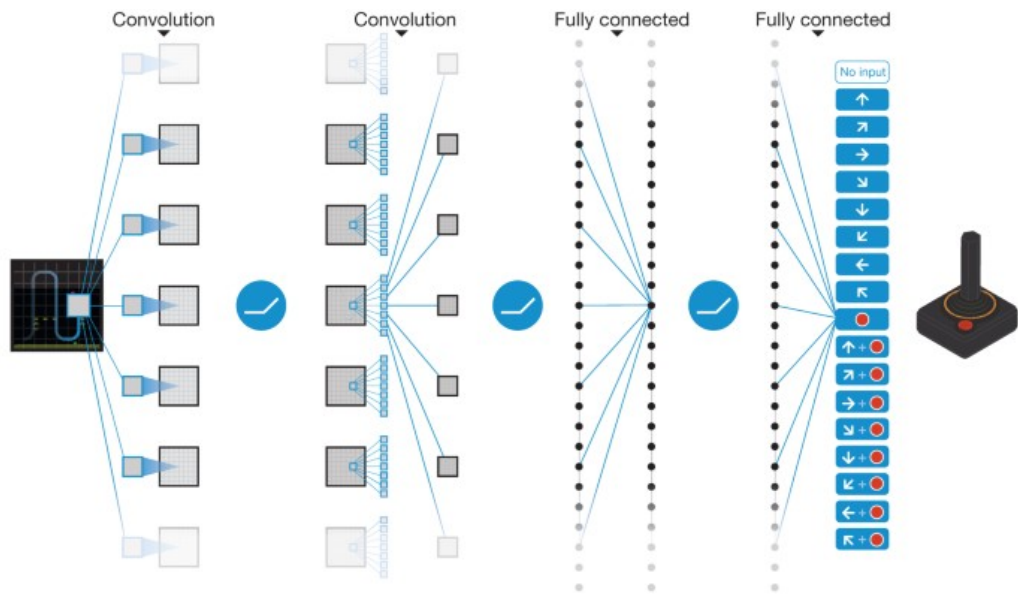 Convolution
Convolution
Fully connected
Fully connected
No input
+
+
+
+
+
+
+
+